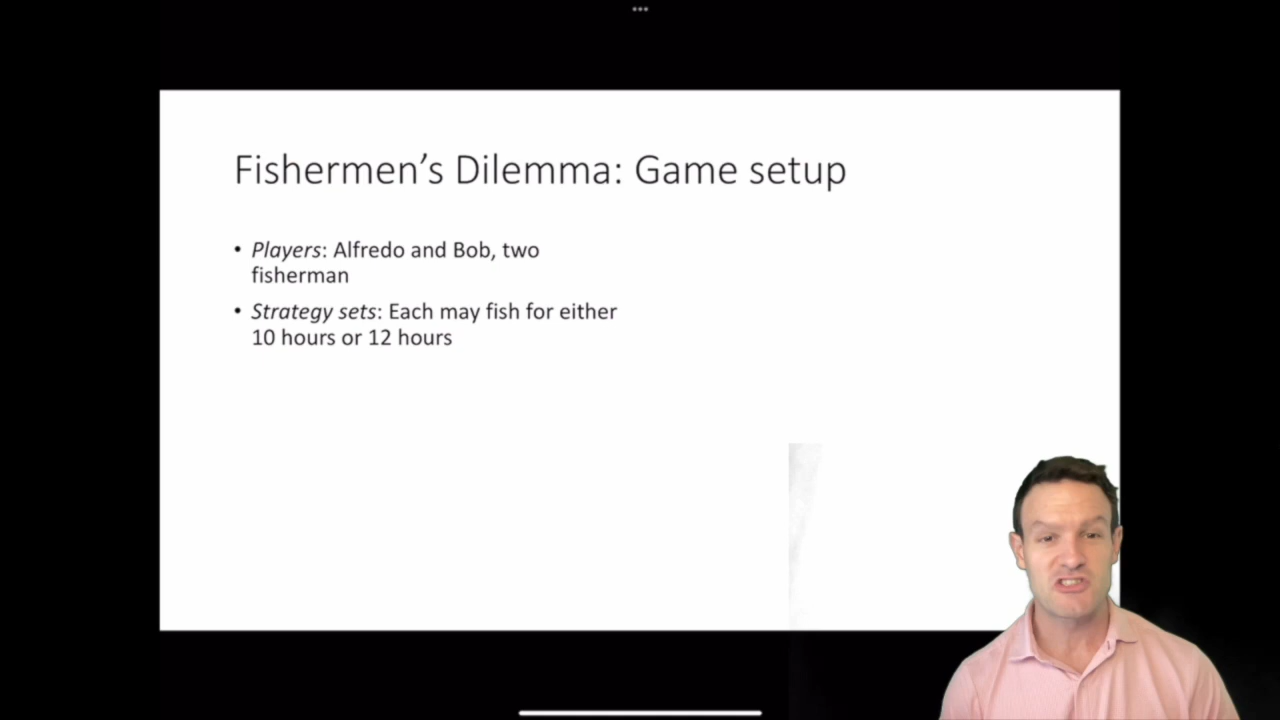 Fishermen’s Dilemma: Game setup
• Players: Alfredo and Bob, two
fisherman
• Strategy sets: Each may fish for either
10 hours or 12 hours